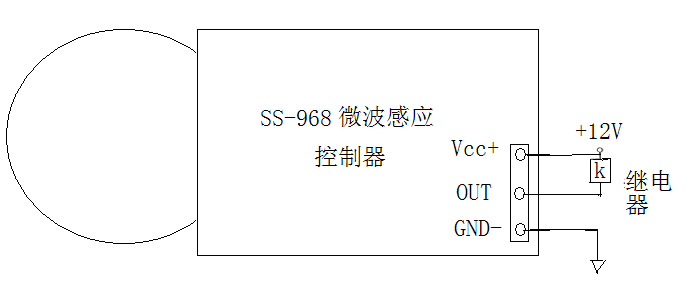 SS-968 微波感应
控制器
+12V
Vcc+
k
继电
器
OUT
GND-